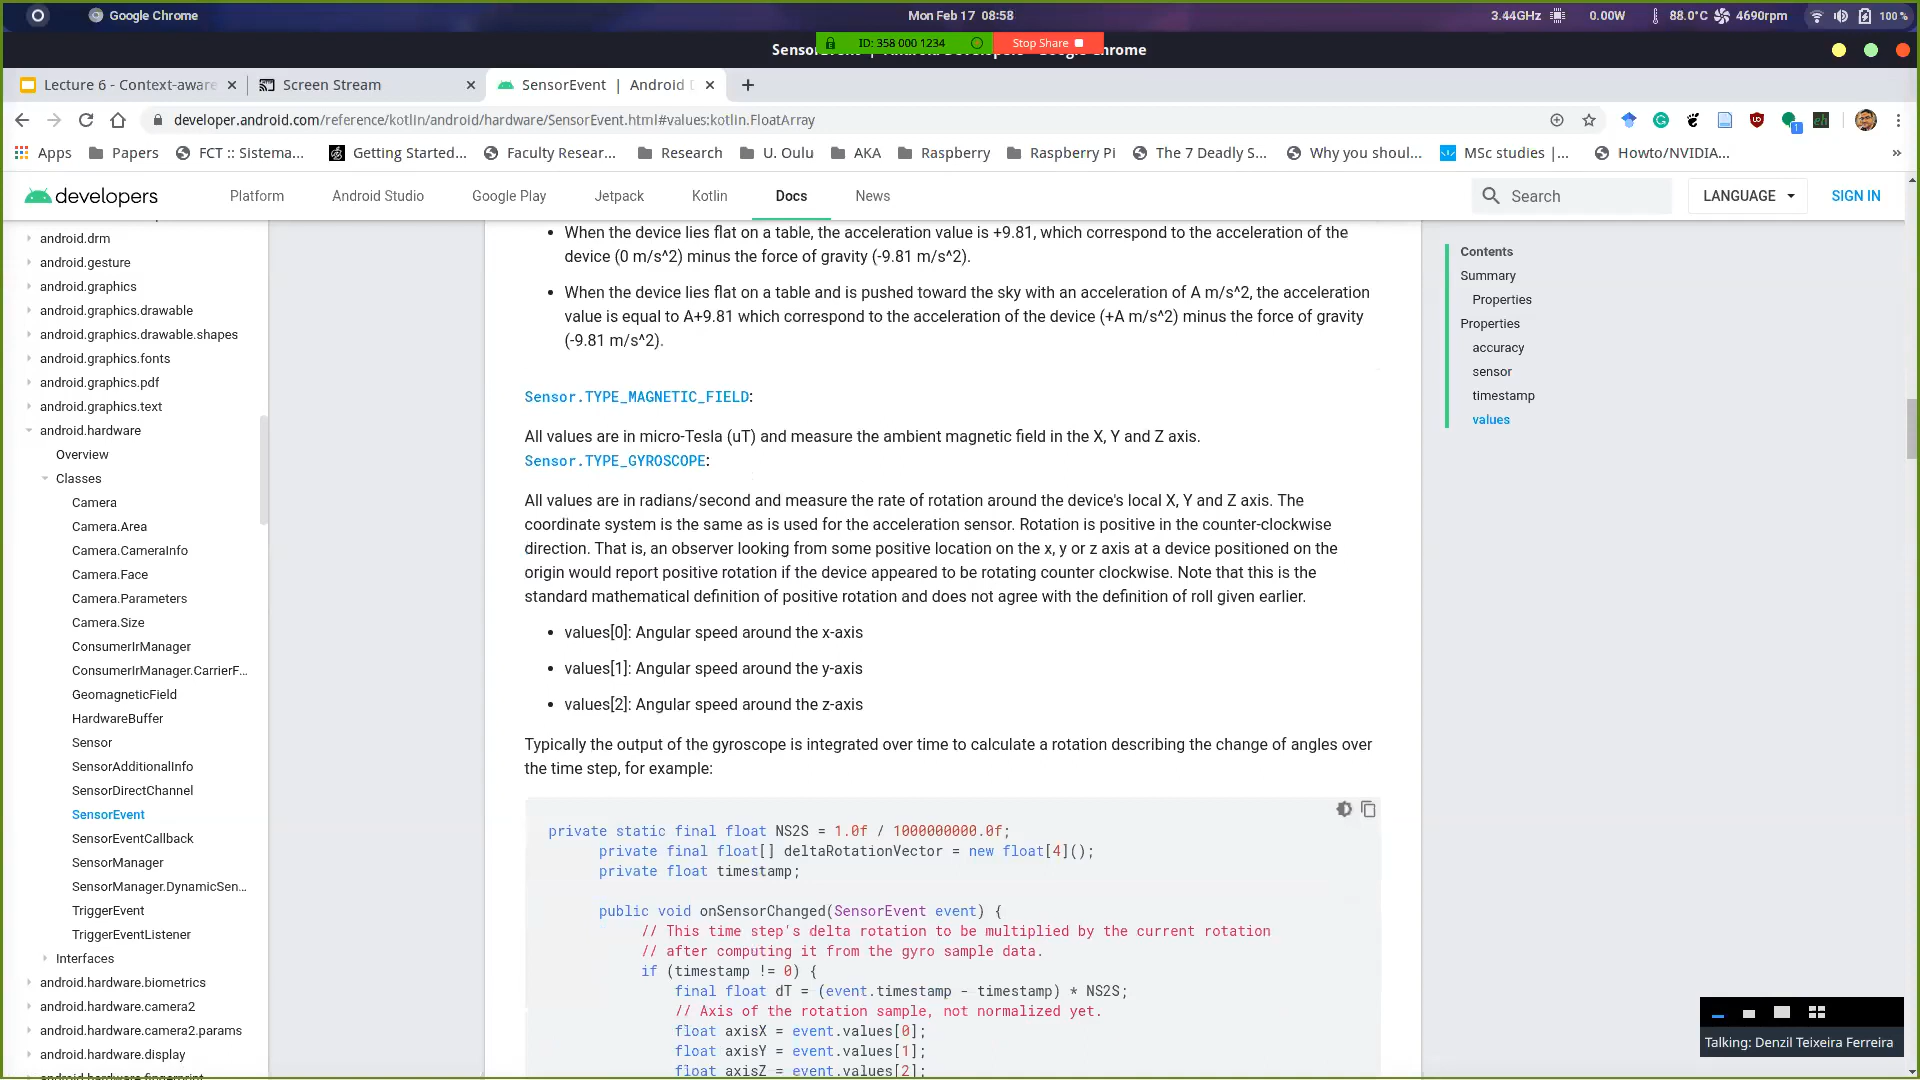 Google Chrome
Mon Feb 17 08:58
3.44GHz 0.00W 88.0°C 4690rpm 100 %
ID: 358 000 1234
Stop Share
Lecture 6 - Context-aware
Screen Stream
SensorEvent | Android
developer.android.com/reference/kotlin/android/hardware/SensorEvent.html#values:kotlin.FloatArray
Apps Papers FCT :: Sistema... Getting Started... Faculty Resear... Research U. Oulu AKA Raspberry Raspberry Pi The 7 Deadly S... Why you shoul... MSc studies |... Howto/NVIDIA... »
developers Platform Android Studio Google Play Jetpack Kotlin Docs News Search LANGUAGE SIGN IN
android.drm
android.gesture
android.graphics
android.graphics.drawable
android.graphics.drawable.shapes
android.graphics.fonts
android.graphics.pdf
android.graphics.text
android.hardware
Overview
Classes
Camera
Camera.Area
Camera.CameraInfo
Camera.Face
Camera.Parameters
Camera.Size
ConsumerIrManager
ConsumerIrManager.CarrierF...
GeomagneticField
HardwareBuffer
Sensor
SensorAdditionalInfo
SensorDirectChannel
SensorEvent
SensorEventCallback
SensorManager
SensorManager.DynamicSen...
TriggerEvent
TriggerEventListener
Interfaces
android.hardware.biometrics
android.hardware.camera2
android.hardware.camera2.params
android.hardware.display
• When the device lies flat on a table, the acceleration value is +9.81, which correspond to the acceleration of the
device (0 m/s^2) minus the force of gravity (-9.81 m/s^2).
• When the device lies flat on a table and is pushed toward the sky with an acceleration of A m/s^2, the acceleration
value is equal to A+9.81 which correspond to the acceleration of the device (+A m/s^2) minus the force of gravity
(-9.81 m/s^2).
Sensor.TYPE_MAGNETIC_FIELD:
All values are in micro-Tesla (uT) and measure the ambient magnetic field in the X, Y and Z axis.
Sensor.TYPE_GYROSCOPE:
All values are in radians/second and measure the rate of rotation around the device's local X, Y and Z axis. The
coordinate system is the same as is used for the acceleration sensor. Rotation is positive in the counter-clockwise
direction. That is, an observer looking from some positive location on the x, y or z axis at a device positioned on the
origin would report positive rotation if the device appeared to be rotating counter clockwise. Note that this is the
standard mathematical definition of positive rotation and does not agree with the definition of roll given earlier.
• values[0]: Angular speed around the x-axis
• values[1]: Angular speed around the y-axis
• values[2]: Angular speed around the z-axis
Typically the output of the gyroscope is integrated over time to calculate a rotation describing the change of angles over
the time step, for example:
private static final float NS2S = 1.0f / 1000000000.0f;
private final float[] deltaRotationVector = new float[4]();
private float timestamp;
public void onSensorChanged(SensorEvent event) {
// This time step's delta rotation to be multiplied by the current rotation
// after computing it from the gyro sample data.
if (timestamp != 0) {
final float dT = (event.timestamp - timestamp) * NS2S;
// Axis of the rotation sample, not normalized yet.
float axisX = event.values[0];
float axisY = event.values[1];
float axisZ = event.values[2];
Contents
Summary
Properties
Properties
accuracy
sensor
timestamp
values
Talking: Denzil Teixeira Ferreira